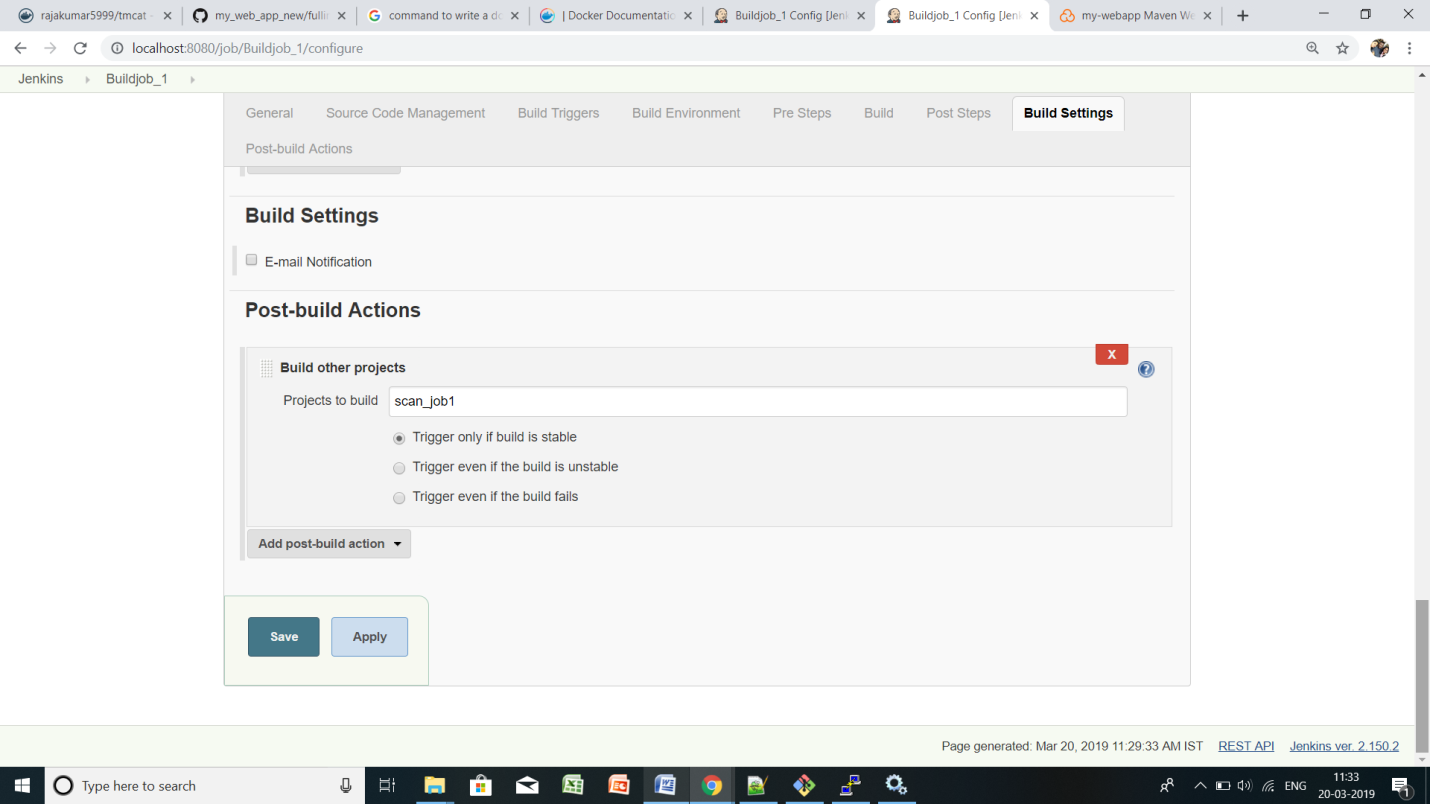 rajakumar5999/tmcat -
my_web_app_new/fullin
command to write a do
| Docker Documentatio
Buildjob_1 Config [Jenk
Buildjob_1 Config [Jenk
my-webapp Maven We
localhost:8080/job/Buildjob_1/configure
Jenkins
Buildjob_1
General
Source Code Management
Build Triggers
Build Environment
Pre Steps
Build
Post Steps
Build Settings
Post-build Actions
Build Settings
E-mail Notification
Post-build Actions
X
Build other projects
?
Projects to build
scan_job1
Trigger only if build is stable
Trigger even if the build is unstable
Trigger even if the build fails
Add post-build action
Save
Apply
Page generated: Mar 20, 2019 11:29:33 AM IST
REST API
Jenkins ver. 2.150.2
Type here to search
ENG
11:33
20-03-2019
1